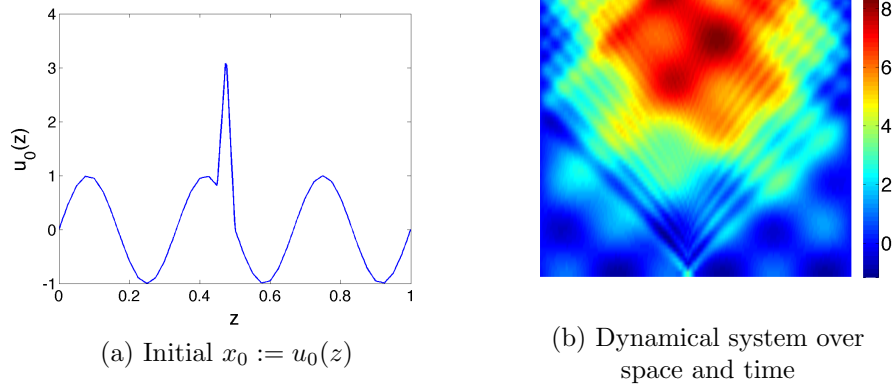 4
3
2
1
0
-1
u₀(z)
0 0.2 0.4 0.6 0.8 1
z
(a) Initial x₀ := u₀(z)
8
6
4
2
0
(b) Dynamical system over
space and time